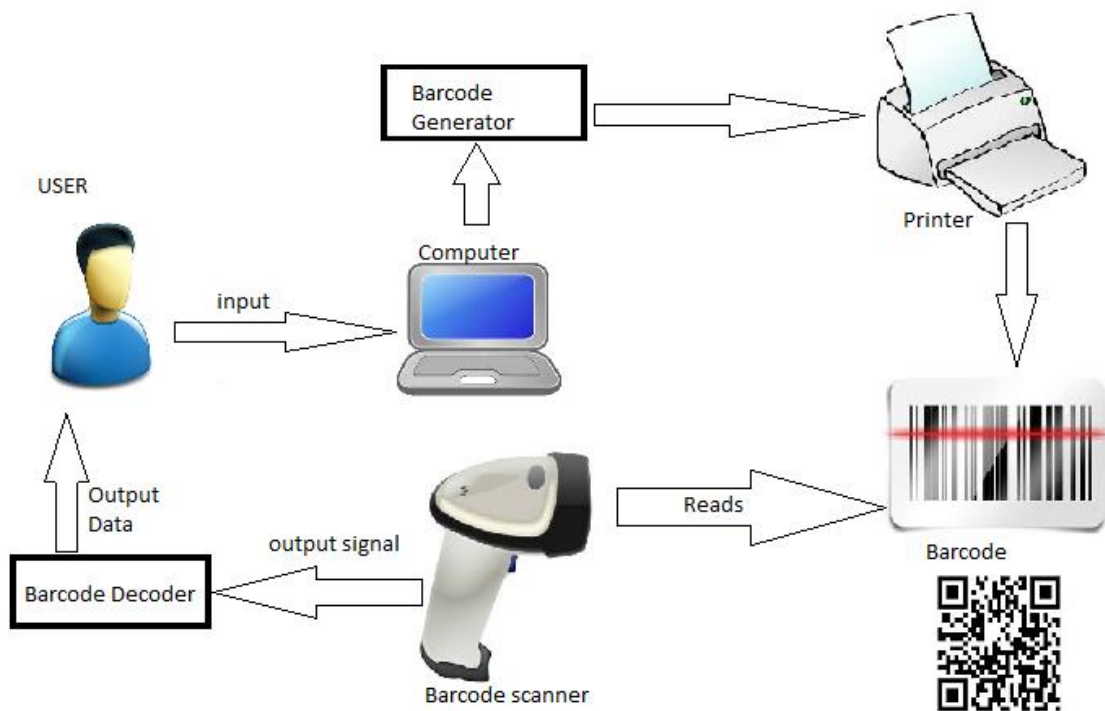 Barcode
Generator
USER
Printer
Computer
input
Reads
Output
Data
output signal
Barcode
Barcode Decoder
Barcode scanner